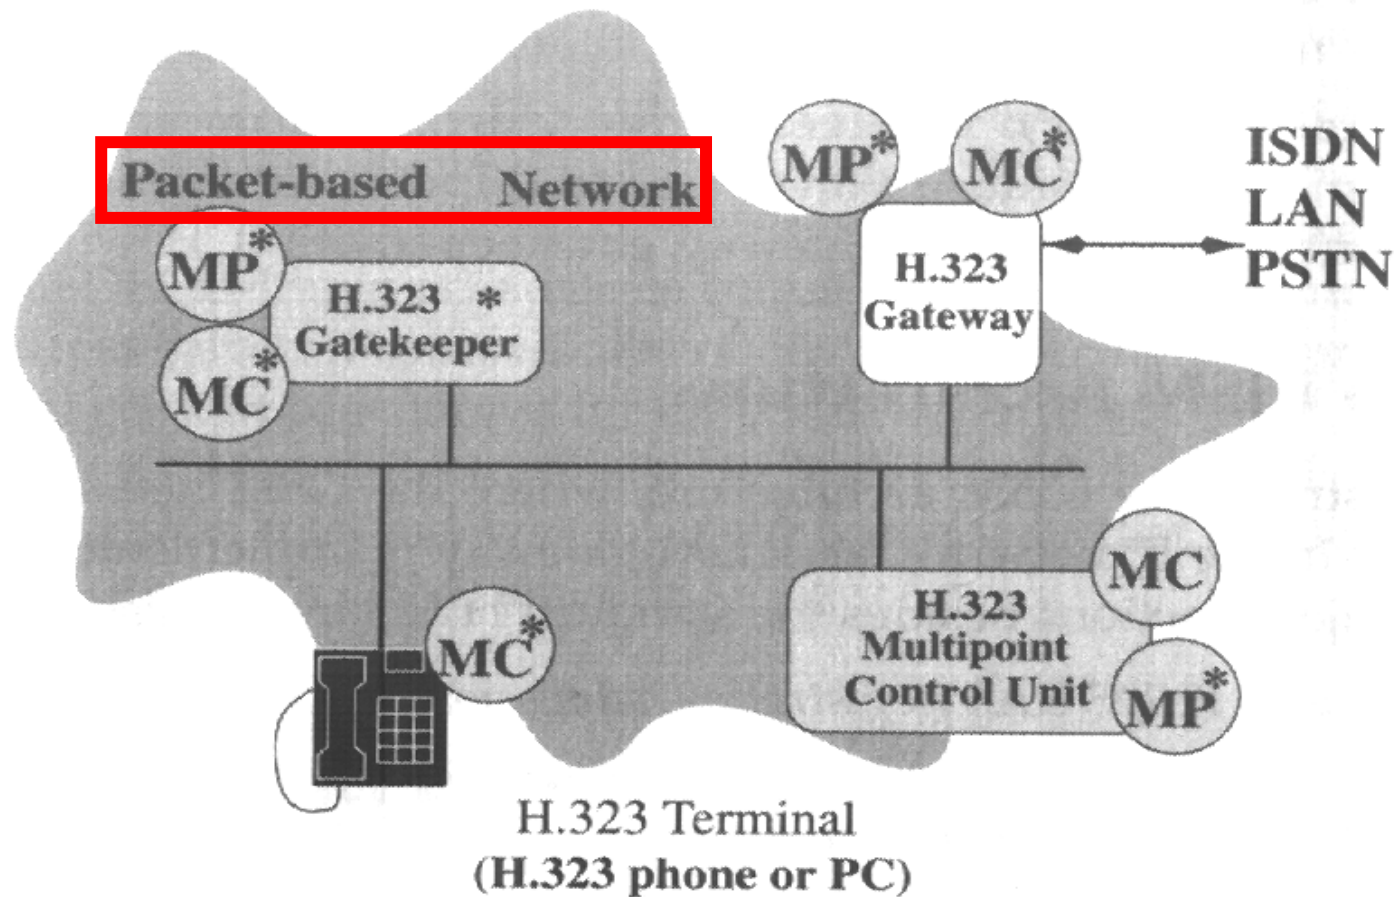 Packet-based Network
MP*
MC*
ISDN
LAN
PSTN
MP*
H.323 *
Gatekeeper
MC*
H.323
Gateway
MC*
H.323
Multipoint
Control Unit
MC
MP*
H.323 Terminal
(H.323 phone or PC)